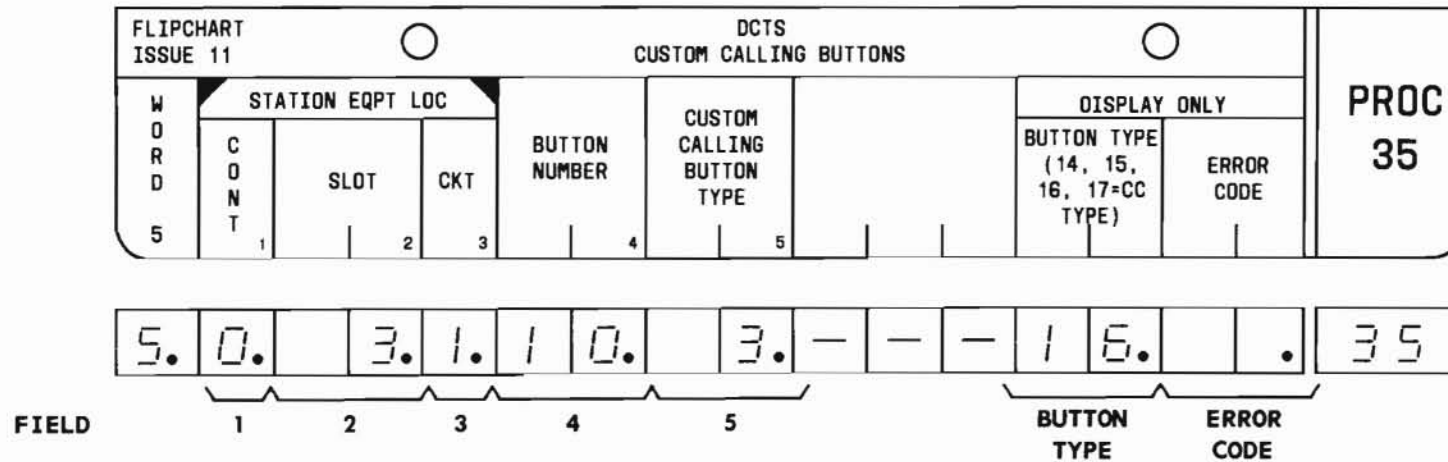 FLIPCHART
ISSUE 11
DCTS
CUSTOM CALLING BUTTONS
PROC
35
WORD
5
STATION EQPT LOC
CONT
1
SLOT
2
CKT
3
BUTTON
NUMBER
4
CUSTOM
CALLING
BUTTON
TYPE
5
DISPLAY ONLY
BUTTON TYPE
(14, 15,
16, 17=CC
TYPE)
ERROR
CODE
5. 0. 3. 1. 1 0. 3. — — — 1 6. . 35
FIELD 1 2 3 4 5 BUTTON TYPE ERROR CODE